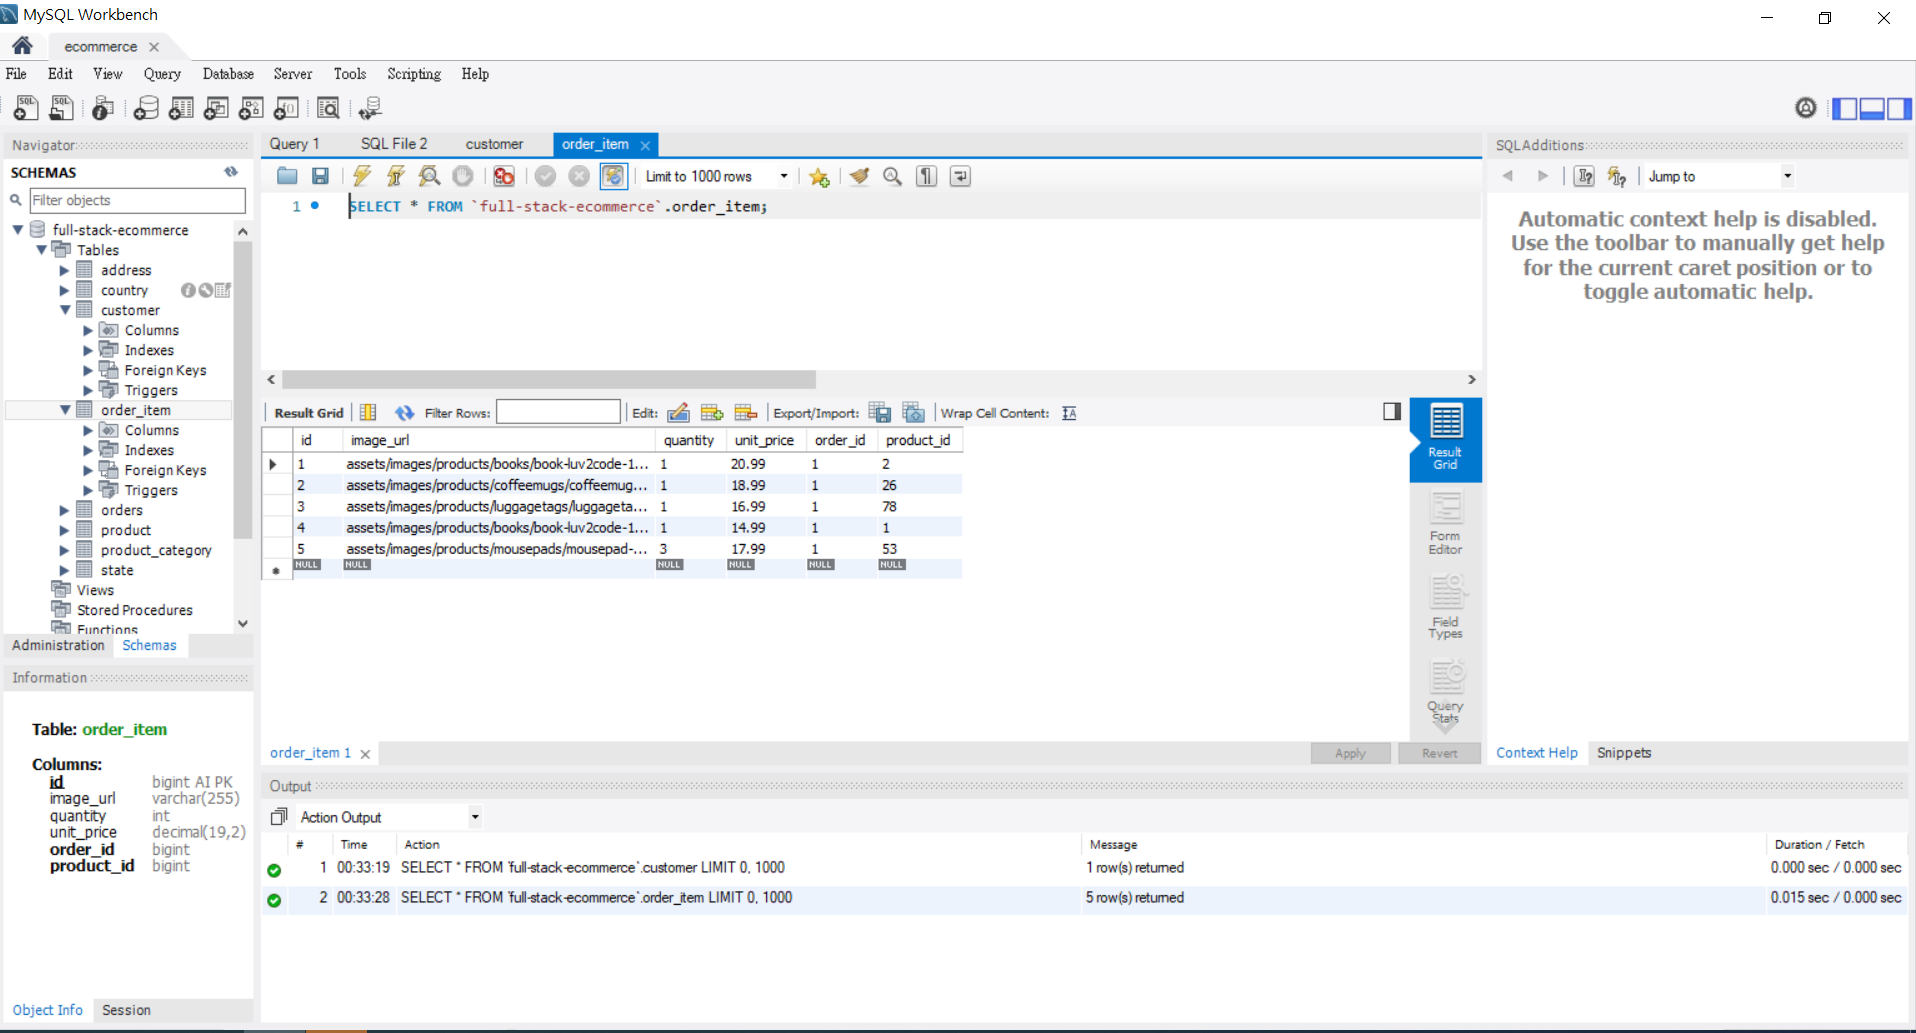 MySQL Workbench
ecommerce
File Edit View Query Database Server Tools Scripting Help
Navigator
SCHEMAS
Filter objects
full-stack-ecommerce
Tables
address
country
customer
Columns
Indexes
Foreign Keys
Triggers
order_item
Columns
Indexes
Foreign Keys
Triggers
orders
product
product_category
state
Views
Stored Procedures
Functions
Administration Schemas
Information
Table: order_item
Columns:
id bigint AI PK
image_url varchar(255)
quantity int
unit_price decimal(19,2)
order_id bigint
product_id bigint
Object Info Session
Query 1 SQL File 2 customer order_item
Limit to 1000 rows
1 SELECT * FROM `full-stack-ecommerce`.order_item;
Result Grid Filter Rows: Edit: Export/Import: Wrap Cell Content:
id image_url quantity unit_price order_id product_id
1 assets/images/products/books/book-luv2code-1... 1 20.99 1 2
2 assets/images/products/coffeemugs/coffeemug... 1 18.99 1 26
3 assets/images/products/luggagetags/luggageta... 1 16.99 1 78
4 assets/images/products/books/book-luv2code-1... 1 14.99 1 1
5 assets/images/products/mousepads/mousepad-... 3 17.99 1 53
NULL NULL NULL NULL NULL NULL
Result
Grid
Form
Editor
Field
Types
Query
Stats
order_item 1 Apply Revert
SQLAdditions
Jump to
Automatic context help is disabled.
Use the toolbar to manually get help
for the current caret position or to
toggle automatic help.
Context Help Snippets
Output
Action Output
# Time Action Message Duration / Fetch
1 00:33:19 SELECT * FROM `full-stack-ecommerce`.customer LIMIT 0, 1000 1 row(s) returned 0.000 sec / 0.000 sec
2 00:33:28 SELECT * FROM `full-stack-ecommerce`.order_item LIMIT 0, 1000 5 row(s) returned 0.015 sec / 0.000 sec